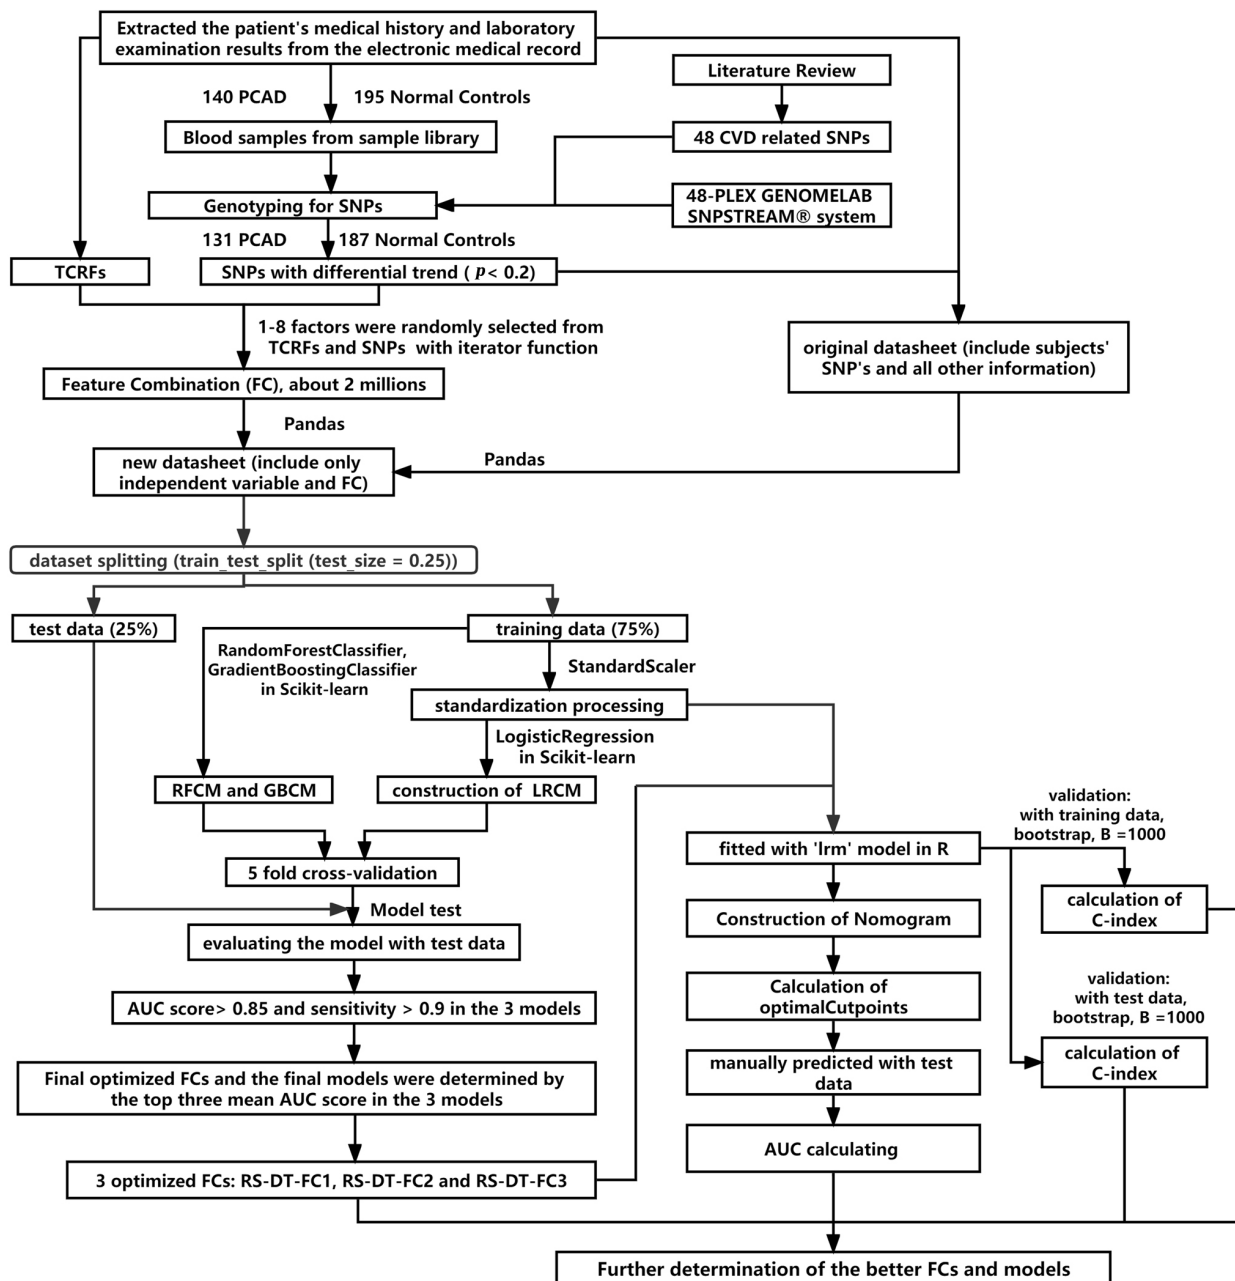 Extracted the patient's medical history and laboratory
examination results from the electronic medical record
Literature Review
140 PCAD
195 Normal Controls
Blood samples from sample library
48 CVD related SNPs
Genotyping for SNPs
48-PLEX GENOMELAB
SNPSTREAM® system
131 PCAD
187 Normal Controls
TCRFs
SNPs with differential trend ( p< 0.2)
1-8 factors were randomly selected from
TCRFs and SNPs with iterator function
original datasheet (include subjects'
SNP's and all other information)
Feature Combination (FC), about 2 millions
Pandas
new datasheet (include only
independent variable and FC)
Pandas
dataset splitting (train_test_split (test_size = 0.25))
test data (25%)
training data (75%)
RandomForestClassifier,
GradientBoostingClassifier
in Scikit-learn
StandardScaler
standardization processing
LogisticRegression
in Scikit-learn
RFCM and GBCM
construction of LRCM
validation:
with training data,
bootstrap, B =1000
fitted with 'lrm' model in R
5 fold cross-validation
calculation of
C-index
Model test
Construction of Nomogram
evaluating the model with test data
validation:
with test data,
bootstrap, B =1000
Calculation of
optimalCutpoints
AUC score> 0.85 and sensitivity > 0.9 in the 3 models
calculation of
C-index
manually predicted with test
data
Final optimized FCs and the final models were determined by
the top three mean AUC score in the 3 models
AUC calculating
3 optimized FCs: RS-DT-FC1, RS-DT-FC2 and RS-DT-FC3
Further determination of the better FCs and models